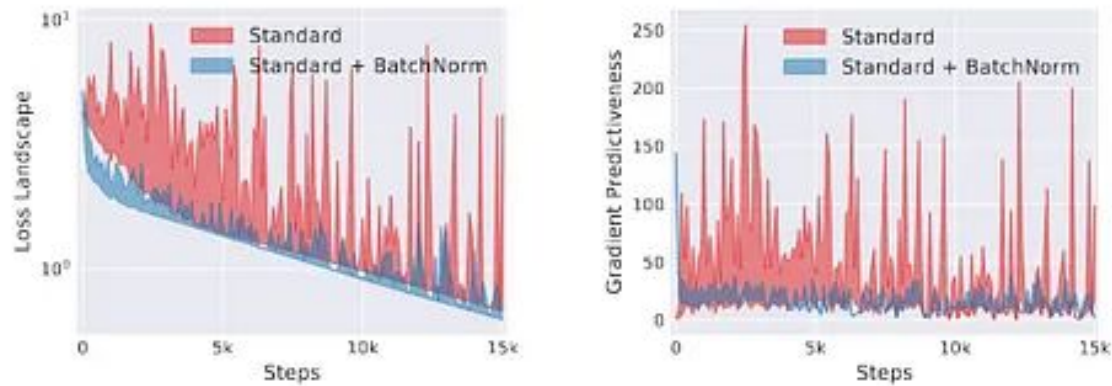 Loss Landscape
10¹
10⁰
Standard
Standard + BatchNorm
0 5k 10k 15k
Steps
Gradient Predictiveness
250
200
150
100
50
0
Standard
Standard + BatchNorm
0 5k 10k 15k
Steps